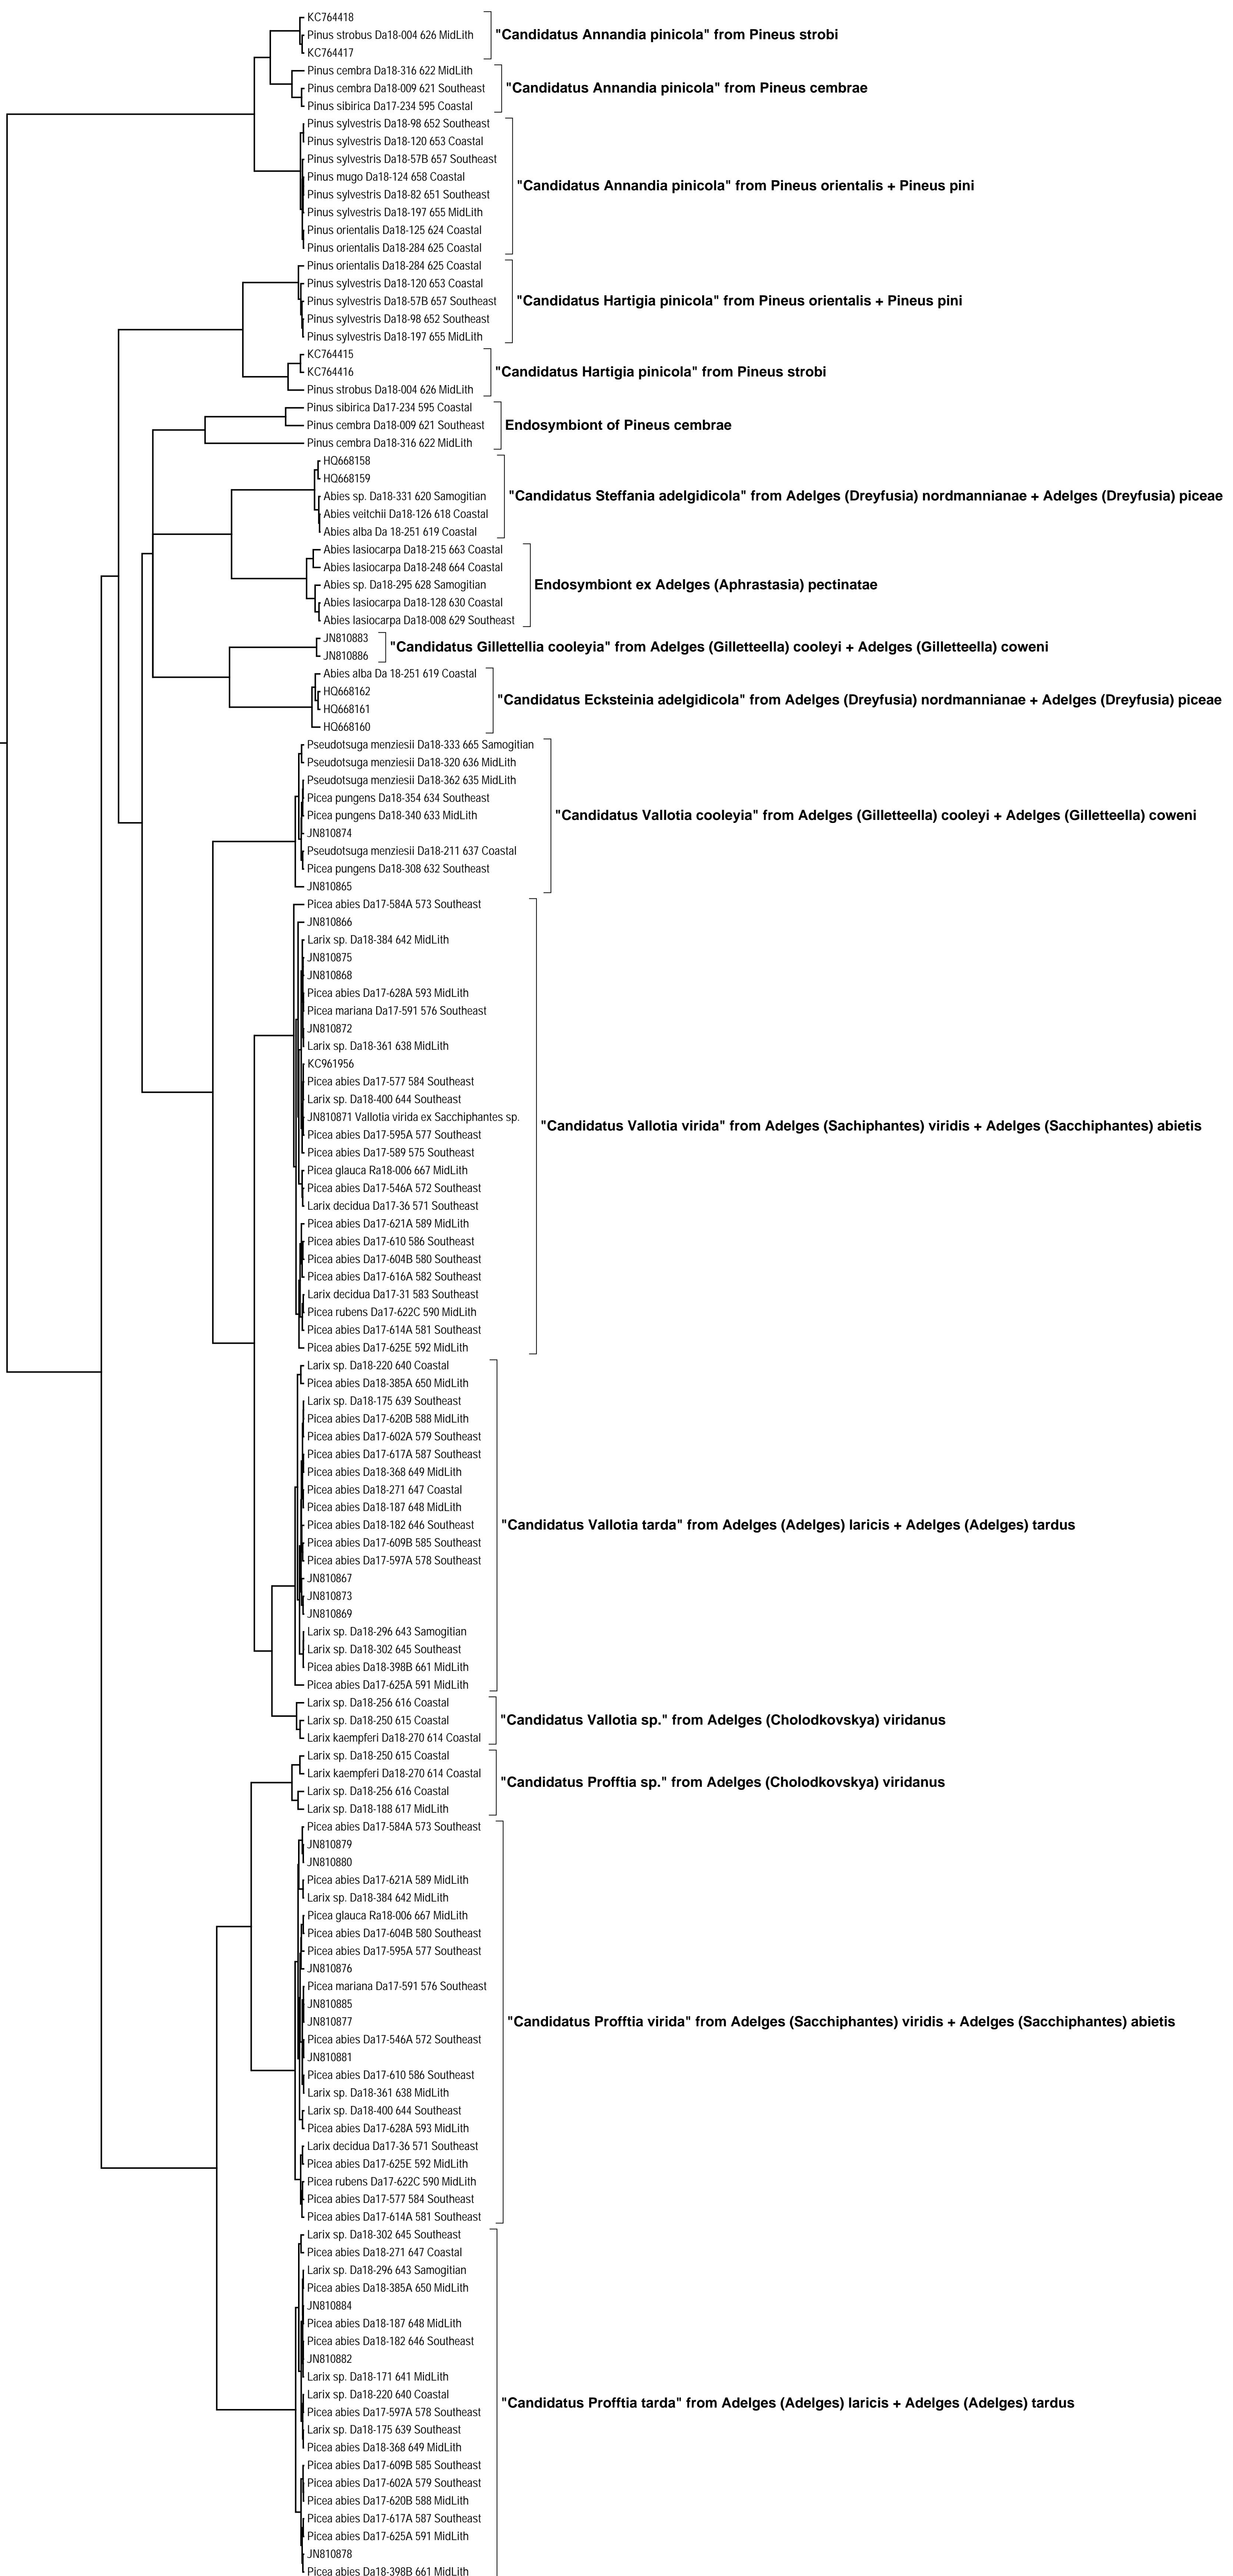 KC764418
Pinus strobus Da18-004 626 MidLith
KC764417
"Candidatus Annandia pinicola" from Pineus strobi
Pinus cembra Da18-316 622 MidLith
Pinus cembra Da18-009 621 Southeast
Pinus sibirica Da17-234 595 Coastal
"Candidatus Annandia pinicola" from Pineus cembrae
Pinus sylvestris Da18-98 652 Southeast
Pinus sylvestris Da18-120 653 Coastal
Pinus sylvestris Da18-57B 657 Southeast
Pinus mugo Da18-124 658 Coastal
Pinus sylvestris Da18-82 651 Southeast
Pinus sylvestris Da18-197 655 MidLith
Pinus orientalis Da18-125 624 Coastal
Pinus orientalis Da18-284 625 Coastal
"Candidatus Annandia pinicola" from Pineus orientalis + Pineus pini
Pinus orientalis Da18-284 625 Coastal
Pinus sylvestris Da18-120 653 Coastal
Pinus sylvestris Da18-57B 657 Southeast
Pinus sylvestris Da18-98 652 Southeast
Pinus sylvestris Da18-197 655 MidLith
"Candidatus Hartigia pinicola" from Pineus orientalis + Pineus pini
KC764415
KC764416
Pinus strobus Da18-004 626 MidLith
"Candidatus Hartigia pinicola" from Pineus strobi
Pinus sibirica Da17-234 595 Coastal
Pinus cembra Da18-009 621 Southeast
Pinus cembra Da18-316 622 MidLith
Endosymbiont of Pineus cembrae
HQ668158
HQ668159
Abies sp. Da18-331 620 Samogitian
Abies veitchii Da18-126 618 Coastal
Abies alba Da 18-251 619 Coastal
"Candidatus Steffania adelgidicola" from Adelges (Dreyfusia) nordmannianae + Adelges (Dreyfusia) piceae
Abies lasiocarpa Da18-215 663 Coastal
Abies lasiocarpa Da18-248 664 Coastal
Abies sp. Da18-295 628 Samogitian
Abies lasiocarpa Da18-128 630 Coastal
Abies lasiocarpa Da18-008 629 Southeast
Endosymbiont ex Adelges (Aphrastasia) pectinatae
JN810883
JN810886
"Candidatus Gillettellia cooleyia" from Adelges (Gilletteella) cooleyi + Adelges (Gilletteella) coweni
Abies alba Da 18-251 619 Coastal
HQ668162
HQ668161
HQ668160
"Candidatus Ecksteinia adelgidicola" from Adelges (Dreyfusia) nordmannianae + Adelges (Dreyfusia) piceae
Pseudotsuga menziesii Da18-333 665 Samogitian
Pseudotsuga menziesii Da18-320 636 MidLith
Pseudotsuga menziesii Da18-362 635 MidLith
Picea pungens Da18-354 634 Southeast
Picea pungens Da18-340 633 MidLith
JN810874
Pseudotsuga menziesii Da18-211 637 Coastal
Picea pungens Da18-308 632 Southeast
JN810865
"Candidatus Vallotia cooleyia" from Adelges (Gilletteella) cooleyi + Adelges (Gilletteella) coweni
Picea abies Da17-584A 573 Southeast
JN810866
Larix sp. Da18-384 642 MidLith
JN810875
JN810868
Picea abies Da17-628A 593 MidLith
Picea mariana Da17-591 576 Southeast
JN810872
Larix sp. Da18-361 638 MidLith
KC961956
Picea abies Da17-577 584 Southeast
Larix sp. Da18-400 644 Southeast
JN810871 Vallotia virida ex Sacchiphantes sp.
Picea abies Da17-595A 577 Southeast
Picea abies Da17-589 575 Southeast
Picea glauca Ra18-006 667 MidLith
Picea abies Da17-546A 572 Southeast
Larix decidua Da17-36 571 Southeast
Picea abies Da17-621A 589 MidLith
Picea abies Da17-610 586 Southeast
Picea abies Da17-604B 580 Southeast
Picea abies Da17-616A 582 Southeast
Larix decidua Da17-31 583 Southeast
Picea rubens Da17-622C 590 MidLith
Picea abies Da17-614A 581 Southeast
Picea abies Da17-625E 592 MidLith
"Candidatus Vallotia virida" from Adelges (Sachiphantes) viridis + Adelges (Sacchiphantes) abietis
Larix sp. Da18-220 640 Coastal
Picea abies Da18-385A 650 MidLith
Larix sp. Da18-175 639 Southeast
Picea abies Da17-620B 588 MidLith
Picea abies Da17-602A 579 Southeast
Picea abies Da17-617A 587 Southeast
Picea abies Da18-368 649 MidLith
Picea abies Da18-271 647 Coastal
Picea abies Da18-187 648 MidLith
Picea abies Da18-182 646 Southeast
Picea abies Da17-609B 585 Southeast
Picea abies Da17-597A 578 Southeast
JN810867
JN810873
JN810869
Larix sp. Da18-296 643 Samogitian
Larix sp. Da18-302 645 Southeast
Picea abies Da18-398B 661 MidLith
Picea abies Da17-625A 591 MidLith
"Candidatus Vallotia tarda" from Adelges (Adelges) laricis + Adelges (Adelges) tardus
Larix sp. Da18-256 616 Coastal
Larix sp. Da18-250 615 Coastal
Larix kaempferi Da18-270 614 Coastal
"Candidatus Vallotia sp." from Adelges (Cholodkovskya) viridanus
Larix sp. Da18-250 615 Coastal
Larix kaempferi Da18-270 614 Coastal
Larix sp. Da18-256 616 Coastal
Larix sp. Da18-188 617 MidLith
"Candidatus Profftia sp." from Adelges (Cholodkovskya) viridanus
Picea abies Da17-584A 573 Southeast
JN810879
JN810880
Picea abies Da17-621A 589 MidLith
Larix sp. Da18-384 642 MidLith
Picea glauca Ra18-006 667 MidLith
Picea abies Da17-604B 580 Southeast
Picea abies Da17-595A 577 Southeast
JN810876
Picea mariana Da17-591 576 Southeast
JN810885
JN810877
Picea abies Da17-546A 572 Southeast
JN810881
Picea abies Da17-610 586 Southeast
Larix sp. Da18-361 638 MidLith
Larix sp. Da18-400 644 Southeast
Picea abies Da17-628A 593 MidLith
Larix decidua Da17-36 571 Southeast
Picea abies Da17-625E 592 MidLith
Picea rubens Da17-622C 590 MidLith
Picea abies Da17-577 584 Southeast
Picea abies Da17-614A 581 Southeast
"Candidatus Profftia virida" from Adelges (Sacchiphantes) viridis + Adelges (Sacchiphantes) abietis
Larix sp. Da18-302 645 Southeast
Picea abies Da18-271 647 Coastal
Larix sp. Da18-296 643 Samogitian
Picea abies Da18-385A 650 MidLith
JN810884
Picea abies Da18-187 648 MidLith
Picea abies Da18-182 646 Southeast
JN810882
Larix sp. Da18-171 641 MidLith
Larix sp. Da18-220 640 Coastal
Picea abies Da17-597A 578 Southeast
Larix sp. Da18-175 639 Southeast
Picea abies Da18-368 649 MidLith
Picea abies Da17-609B 585 Southeast
Picea abies Da17-602A 579 Southeast
Picea abies Da17-620B 588 MidLith
Picea abies Da17-617A 587 Southeast
Picea abies Da17-625A 591 MidLith
JN810878
Picea abies Da18-398B 661 MidLith
"Candidatus Profftia tarda" from Adelges (Adelges) laricis + Adelges (Adelges) tardus